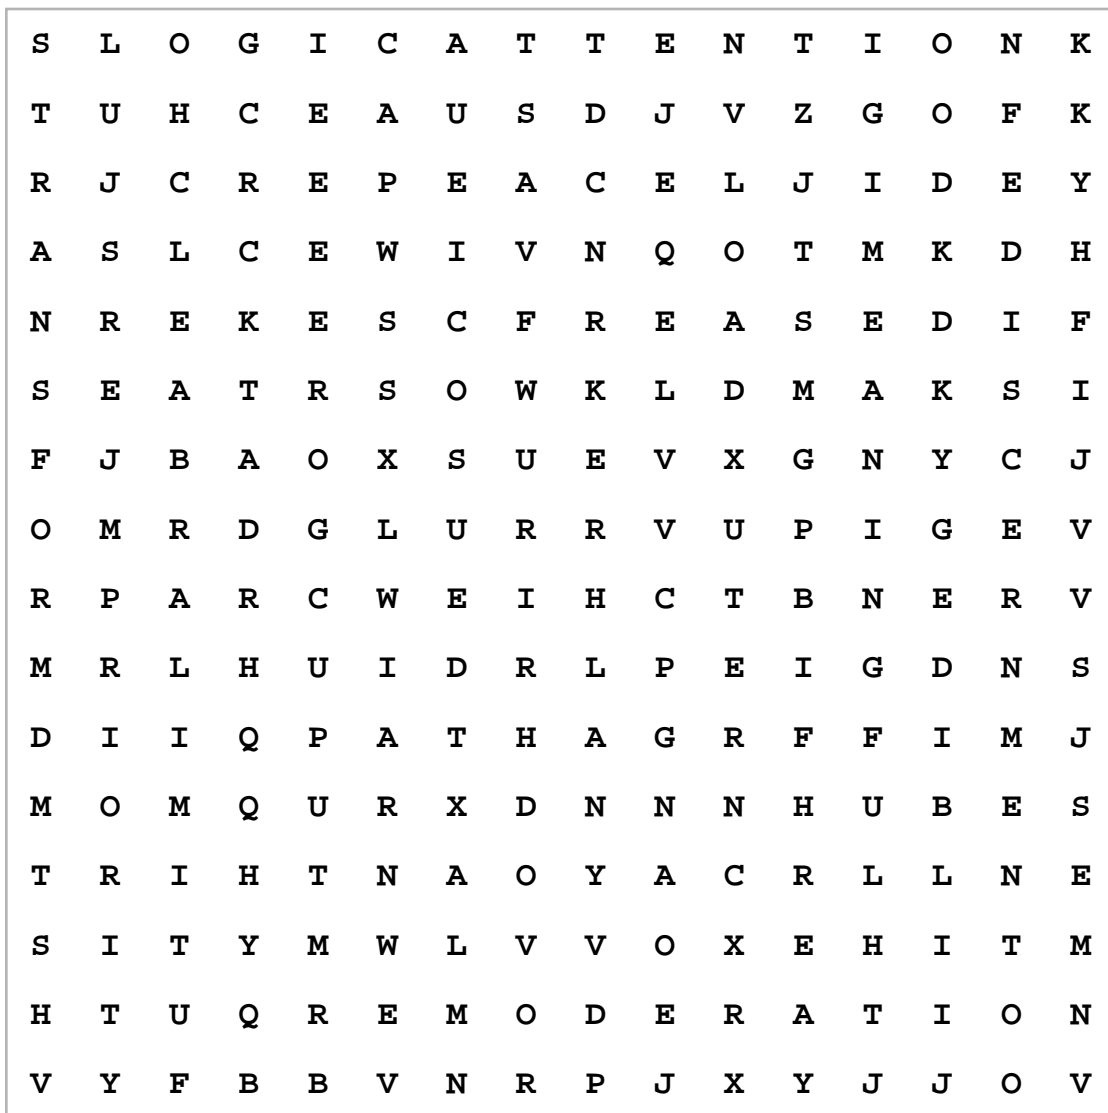 S L O G I C A T T E N T I O N K
T U H C E A U S D J V Z G O F K
R J C R E P E A C E L J I D E Y
A S L C E W I V N Q O T M K D H
N R E K E S C F R E A S E D I F
S E A T R S O W K L D M A K S I
F J B A O X S U E V X G N Y C J
O M R D G L U R R V U P I G E V
R P A R C W E I H C T B N E R V
M R L H U I D R L P E I G D N S
D I I Q P A T H A G R F F I M J
M O M Q U R X D N N N H U B E S
T R I H T N A O Y A C R L L N E
S I T Y M W L V V O X E H I T M
H T U Q R E M O D E R A T I O N
V Y F B B V N R P J X Y J J O V